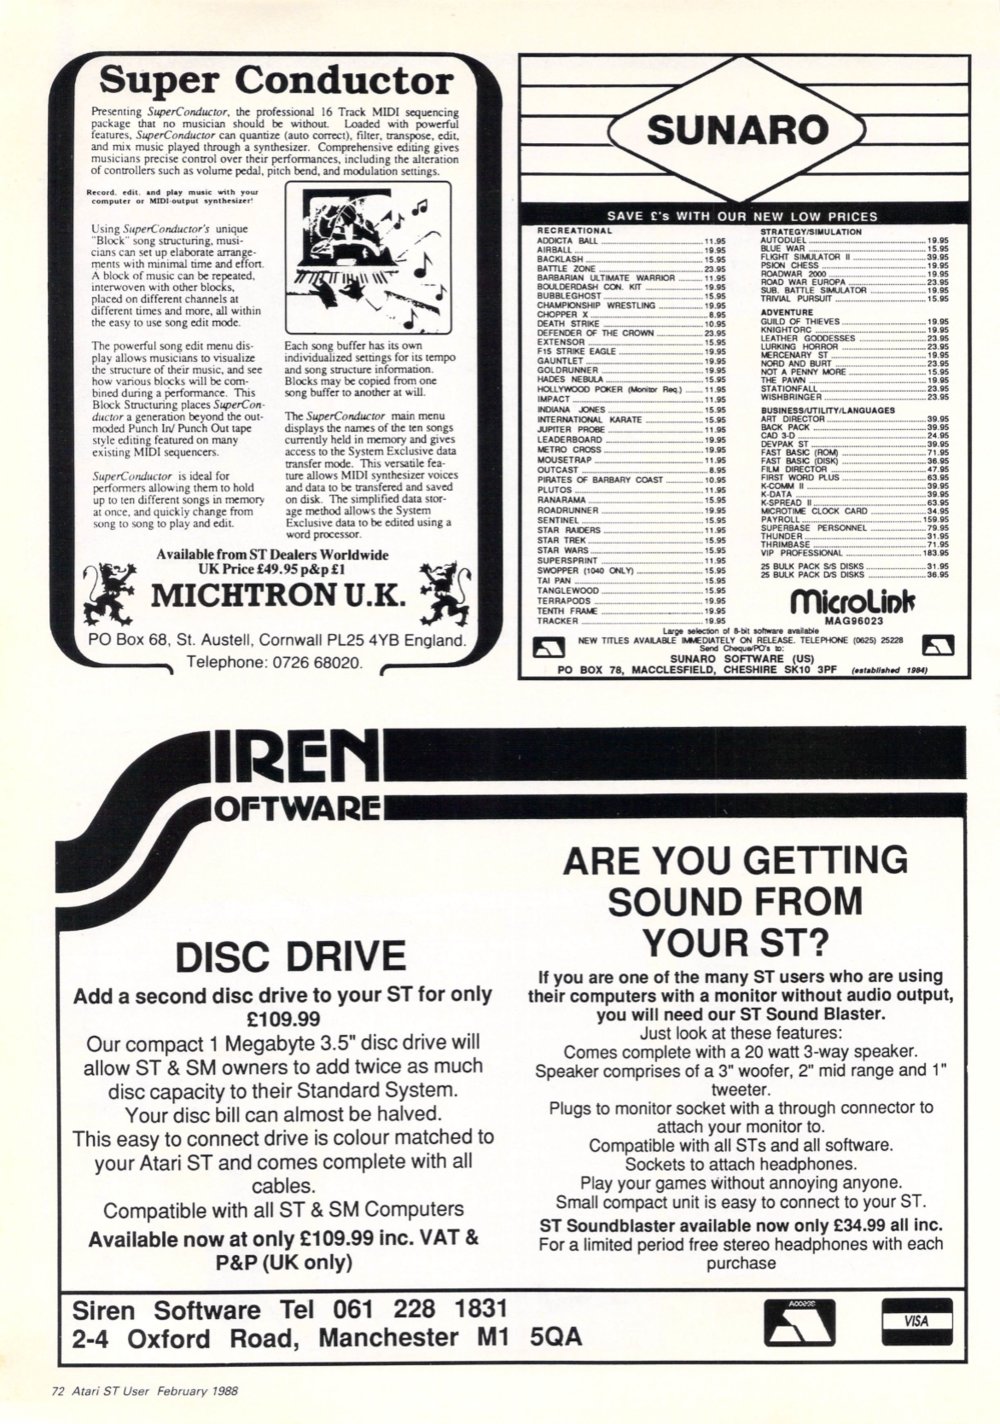 Super Conductor
Presenting SuperConductor, the professional 16 Track MIDI sequencing
package that no musician should be without. Loaded with powerful
features, SuperConductor can quantize (auto correct), filter, transpose, edit,
and mix music played through a synthesizer. Comprehensive editing gives
musicians precise control over their performances, including the alteration
of controllers such as volume pedal, pitch bend, and modulation settings.
Record, edit, and play music with your
computer or MIDI-output synthesizer!
Using SuperConductor's unique
"Block" song structuring, musi-
cians can set up elaborate arrange-
ments with minimal time and effort.
A block of music can be repeated,
interwoven with other blocks,
placed on different channels at
different times and more, all within
the easy to use song edit mode.
The powerful song edit menu dis-
play allows musicians to visualize
the structure of their music, and see
how various blocks will be com-
bined during a performance. This
Block Structuring places SuperCon-
ductor a generation beyond the out-
moded Punch In/ Punch Out tape
style editing featured on many
existing MIDI sequencers.
SuperConductor is ideal for
performers allowing them to hold
up to ten different songs in memory
at once, and quickly change from
song to song to play and edit.
Each song buffer has its own
individualized settings for its tempo
and song structure information.
Blocks may be copied from one
song buffer to another at will.
The SuperConductor main menu
displays the names of the ten songs
currently held in memory and gives
access to the System Exclusive data
transfer mode. This versatile fea-
ture allows MIDI synthesizer voices
and data to be transfered and saved
on disk. The simplified data stor-
age method allows the System
Exclusive data to be edited using a
word processor.
Available from ST Dealers Worldwide
UK Price £49.95 p&p £1
MICHTRON U.K.
PO Box 68, St. Austell, Cornwall PL25 4YB England.
Telephone: 0726 68020.
SUNARO
SAVE £'s WITH OUR NEW LOW PRICES
RECREATIONAL
ADDICTA BALL 11.95
AIRBALL 19.95
BACKLASH 15.95
BATTLE ZONE 23.95
BARBARIAN ULTIMATE WARRIOR 11.95
BOULDERDASH CON. KIT 19.95
BUBBLEGHOST 15.95
CHAMPIONSHIP WRESTLING 19.95
CHOPPER X 8.95
DEATH STRIKE 10.95
DEFENDER OF THE CROWN 23.95
EXTENSOR 15.95
F15 STRIKE EAGLE 19.95
GAUNTLET 19.95
GOLDRUNNER 19.95
HADES NEBULA 15.95
HOLLYWOOD POKER (Monitor Req.) 11.95
IMPACT 11.95
INDIANA JONES 15.95
INTERNATIONAL KARATE 15.95
JUPITER PROBE 11.95
LEADERBOARD 19.95
METRO CROSS 19.95
MOUSETRAP 11.95
OUTCAST 8.95
PIRATES OF BARBARY COAST 10.95
PLUTOS 11.95
RANARAMA 15.95
ROADRUNNER 19.95
SENTINEL 15.95
STAR RAIDERS 11.95
STAR TREK 15.95
STAR WARS 15.95
SUPERSPRINT 11.95
SWOPPER (1040 ONLY) 15.95
TAI PAN 15.95
TANGLEWOOD 15.95
TERRAPODS 19.95
TENTH FRAME 19.95
TRACKER 19.95
STRATEGY/SIMULATION
AUTODUEL 19.95
BLUE WAR 15.95
FLIGHT SIMULATOR II 39.95
PSION CHESS 19.95
ROADWAR 2000 19.95
ROAD WAR EUROPA 23.95
SUB. BATTLE SIMULATOR 19.95
TRIVIAL PURSUIT 15.95
ADVENTURE
GUILD OF THIEVES 19.95
KNIGHTORC 19.95
LEATHER GODDESSES 23.95
LURKING HORROR 23.95
MERCENARY ST 19.95
NORD AND BURT 23.95
NOT A PENNY MORE 15.95
THE PAWN 19.95
STATIONFALL 23.95
WISHBRINGER 23.95
BUSINESS/UTILITY/LANGUAGES
ART DIRECTOR 39.95
BACK PACK 39.95
CAD 3-D 24.95
DEVPAK ST 39.95
FAST BASIC (ROM) 71.95
FAST BASIC (DISK) 36.95
FILM DIRECTOR 47.95
FIRST WORD PLUS 63.95
K-COMM II 39.95
K-DATA 39.95
K-SPREAD II 63.95
MICROTIME CLOCK CARD 34.95
PAYROLL 159.95
SUPERBASE PERSONNEL 79.95
THUNDER 31.95
THRIMBASE 71.95
VIP PROFESSIONAL 183.95
25 BULK PACK S/S DISKS 31.95
25 BULK PACK D/S DISKS 36.95
MicroLink
MAG96023
Large selection of 8-bit software available
NEW TITLES AVAILABLE IMMEDIATELY ON RELEASE. TELEPHONE (0625) 25228
Send Cheque/PO's to:
SUNARO SOFTWARE (US)
PO BOX 78, MACCLESFIELD, CHESHIRE SK10 3PF (established 1984)
SIREN
SOFTWARE
DISC DRIVE
Add a second disc drive to your ST for only
£109.99
Our compact 1 Megabyte 3.5" disc drive will
allow ST & SM owners to add twice as much
disc capacity to their Standard System.
Your disc bill can almost be halved.
This easy to connect drive is colour matched to
your Atari ST and comes complete with all
cables.
Compatible with all ST & SM Computers
Available now at only £109.99 inc. VAT &
P&P (UK only)
ARE YOU GETTING
SOUND FROM
YOUR ST?
If you are one of the many ST users who are using
their computers with a monitor without audio output,
you will need our ST Sound Blaster.
Just look at these features:
Comes complete with a 20 watt 3-way speaker.
Speaker comprises of a 3" woofer, 2" mid range and 1"
tweeter.
Plugs to monitor socket with a through connector to
attach your monitor to.
Compatible with all STs and all software.
Sockets to attach headphones.
Play your games without annoying anyone.
Small compact unit is easy to connect to your ST.
ST Soundblaster available now only £34.99 all inc.
For a limited period free stereo headphones with each
purchase
Siren Software Tel 061 228 1831
2-4 Oxford Road, Manchester M1 5QA
Access
VISA
72 Atari ST User February 1988